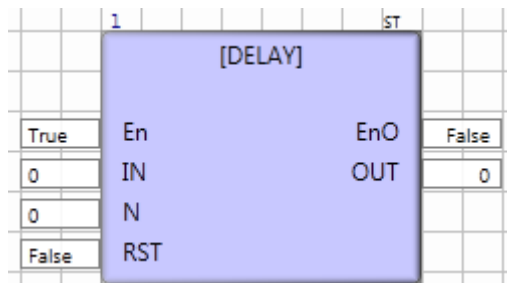 1 ST
[DELAY]
True En EnO False
0 IN OUT 0
0 N
False RST